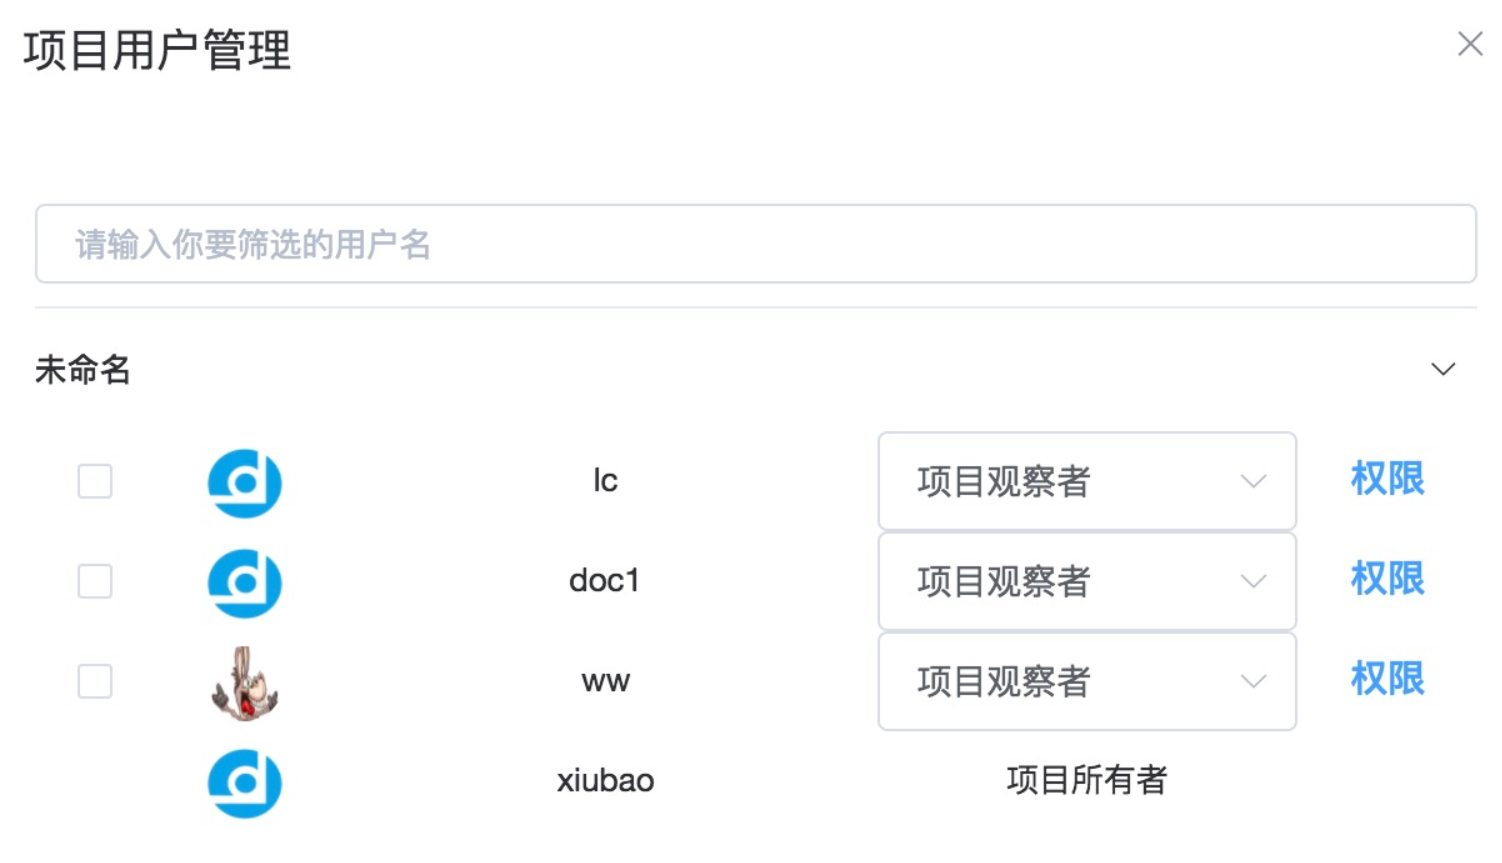 项目用户管理
请输入你要筛选的用户名
未命名
lc 项目观察者 权限
doc1 项目观察者 权限
ww 项目观察者 权限
xiubao 项目所有者